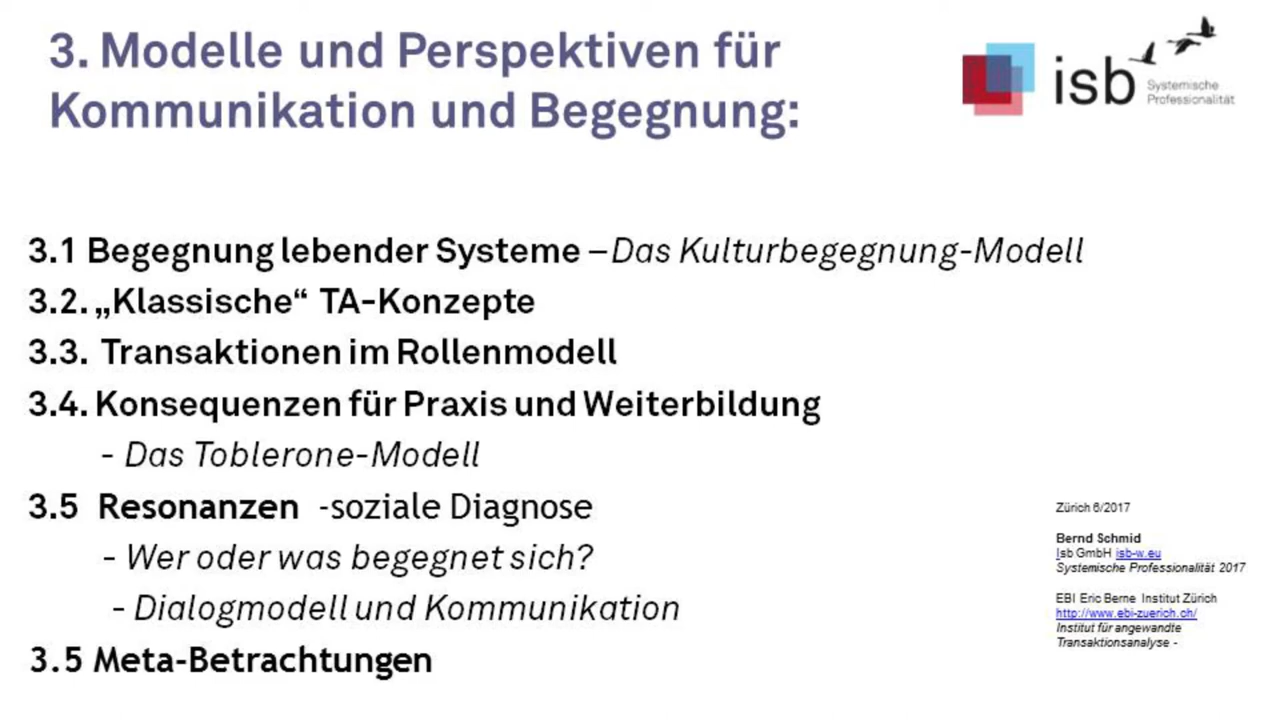 3. Modelle und Perspektiven für
Kommunikation und Begegnung:
isb Systemische
Professionalität
3.1 Begegnung lebender Systeme –Das Kulturbegegnung-Modell
3.2. „Klassische“ TA-Konzepte
3.3. Transaktionen im Rollenmodell
3.4. Konsequenzen für Praxis und Weiterbildung
- Das Toblerone-Modell
3.5 Resonanzen -soziale Diagnose
- Wer oder was begegnet sich?
- Dialogmodell und Kommunikation
3.5 Meta-Betrachtungen
Zürich 6/2017
Bernd Schmid
Isb GmbH isb-w.eu
Systemische Professionalität 2017
EBI Eric Berne Institut Zürich
http://www.ebi-zuerich.ch/
Institut für angewandte
Transaktionsanalyse -